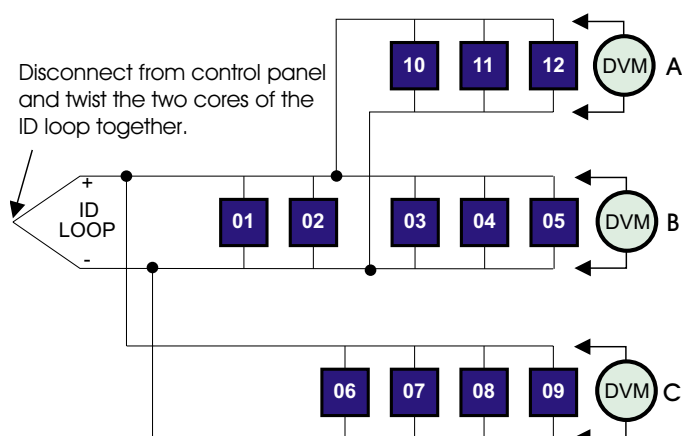 10 11 12 DVM A
Disconnect from control panel
and twist the two cores of the
ID loop together.
+
ID
LOOP
-
01 02 03 04 05 DVM B
06 07 08 09 DVM C